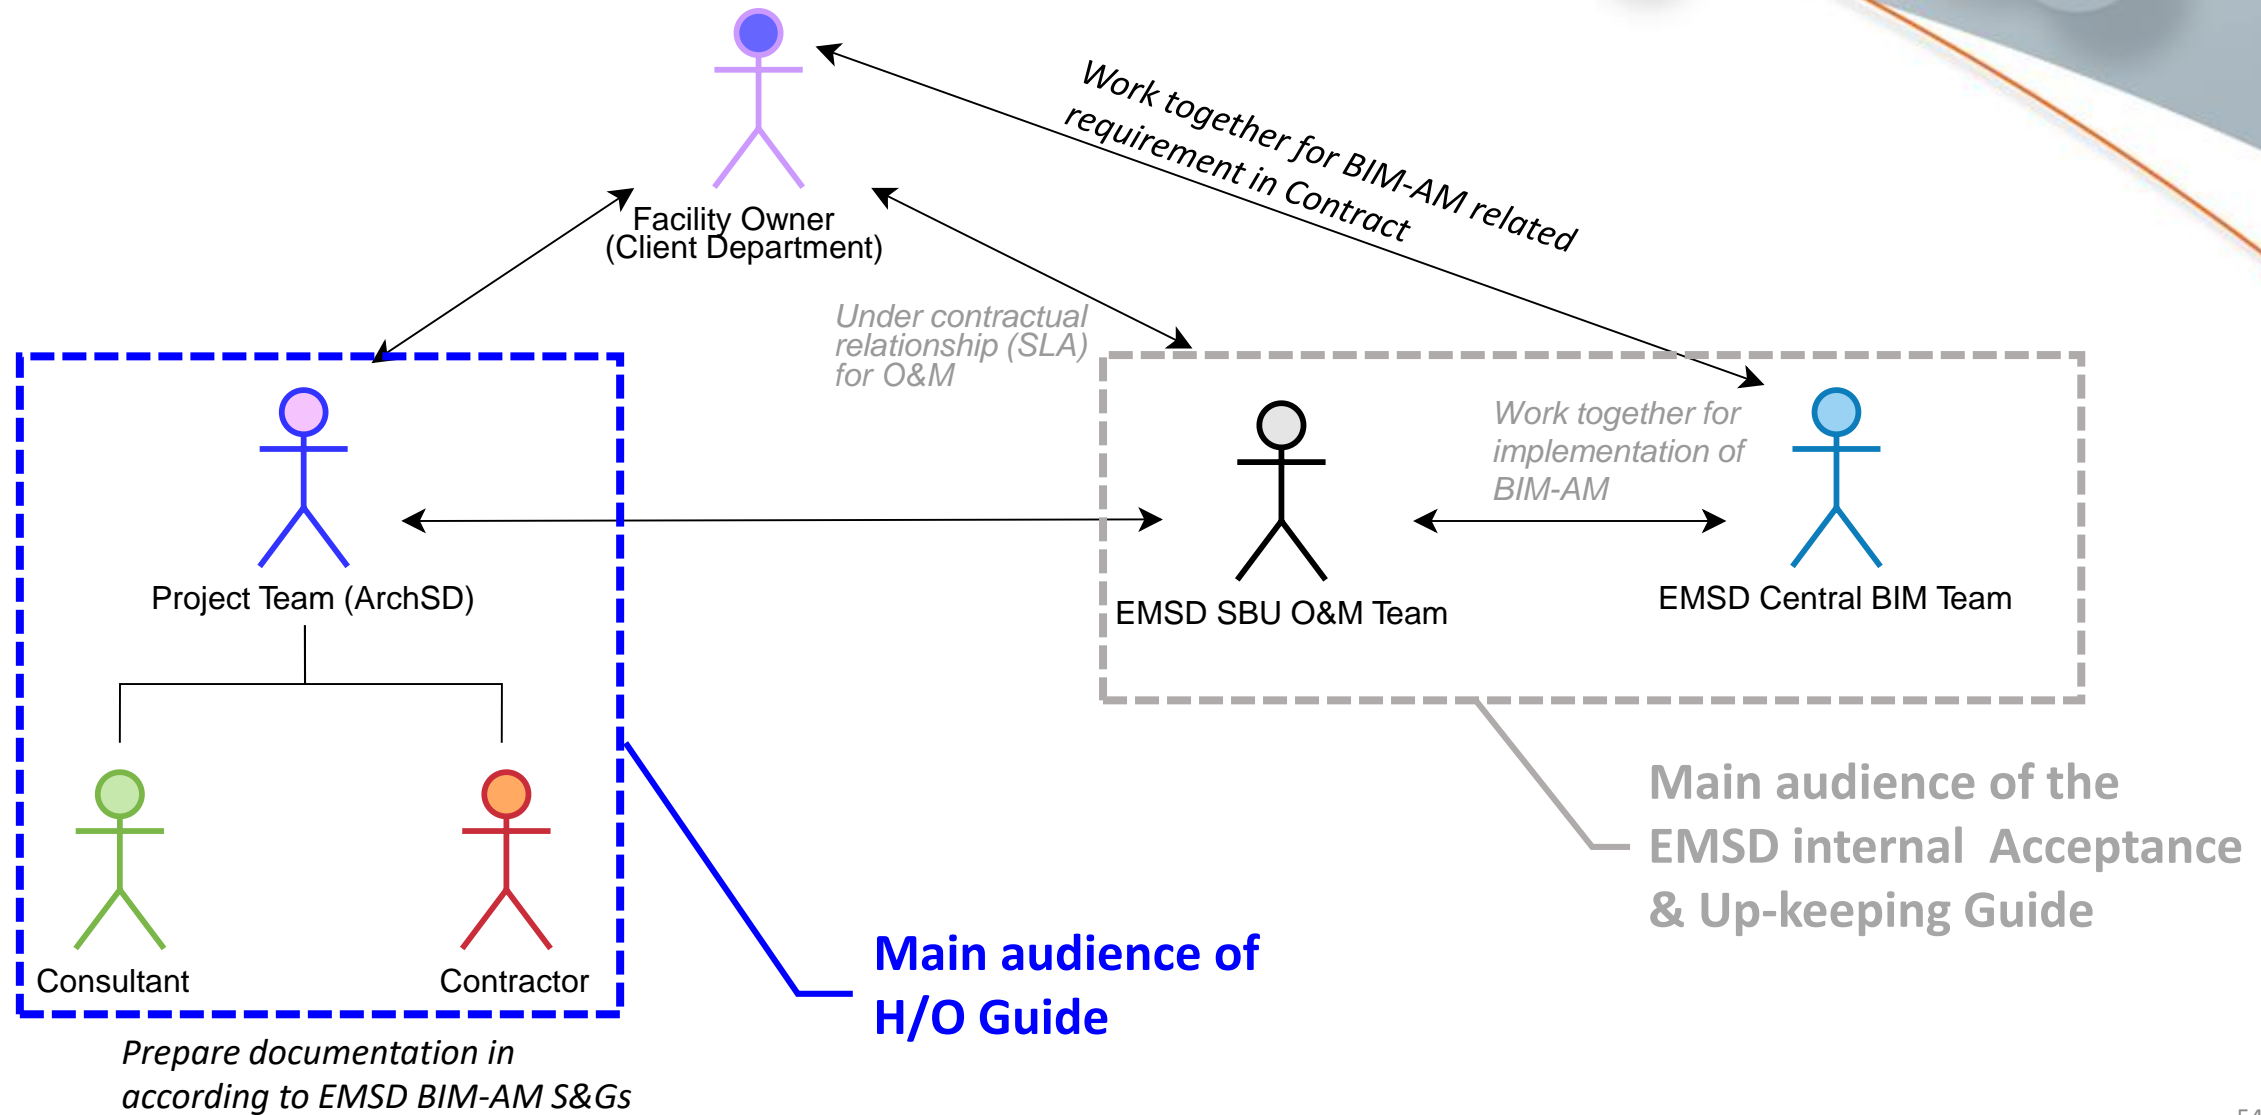 Work together for BIM-AM related
requirement in Contract
Facility Owner
(Client Department)
Under contractual
relationship (SLA)
for O&M
Work together for
implementation of
BIM-AM
Project Team (ArchSD)
EMSD SBU O&M Team
EMSD Central BIM Team
Main audience of the
EMSD internal  Acceptance
& Up-keeping Guide
Consultant
Contractor
Main audience of
H/O Guide
Prepare documentation in
according to EMSD BIM-AM S&Gs
54